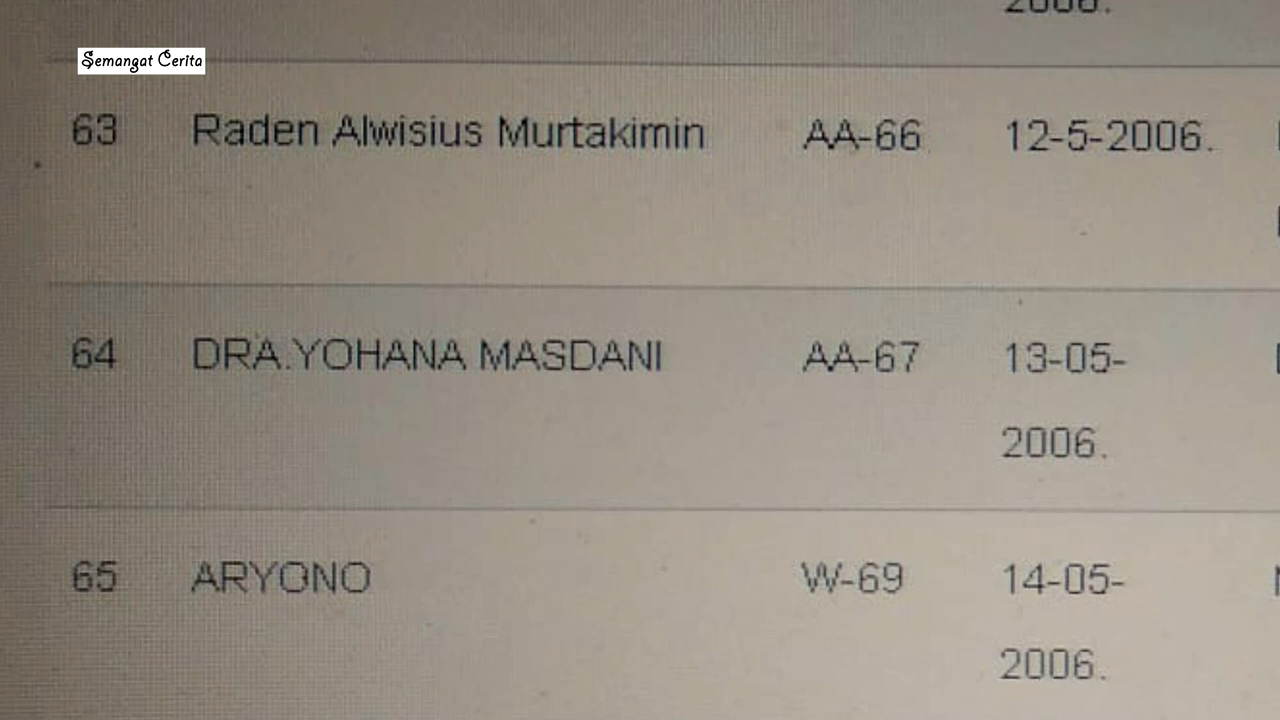 2006.
Semangat Cerita
63 Raden Alwisius Murtakimin AA-66 12-5-2006.
64 DRA.YOHANA MASDANI AA-67 13-05-
2006.
65 ARYONO W-69 14-05-
2006.